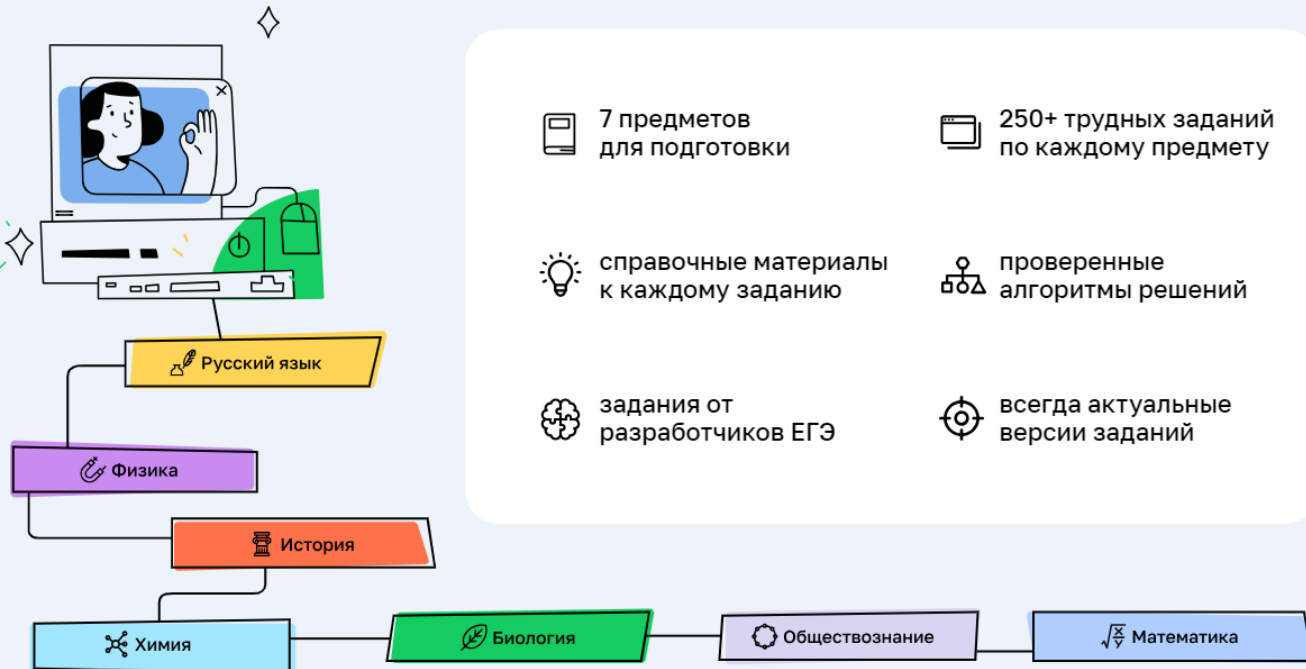 7 предметов
для подготовки
250+ трудных заданий
по каждому предмету
справочные материалы
к каждому заданию
проверенные
алгоритмы решений
задания от
разработчиков ЕГЭ
всегда актуальные
версии заданий
Русский язык
Физика
История
Химия
Биология
Обществознание
Математика